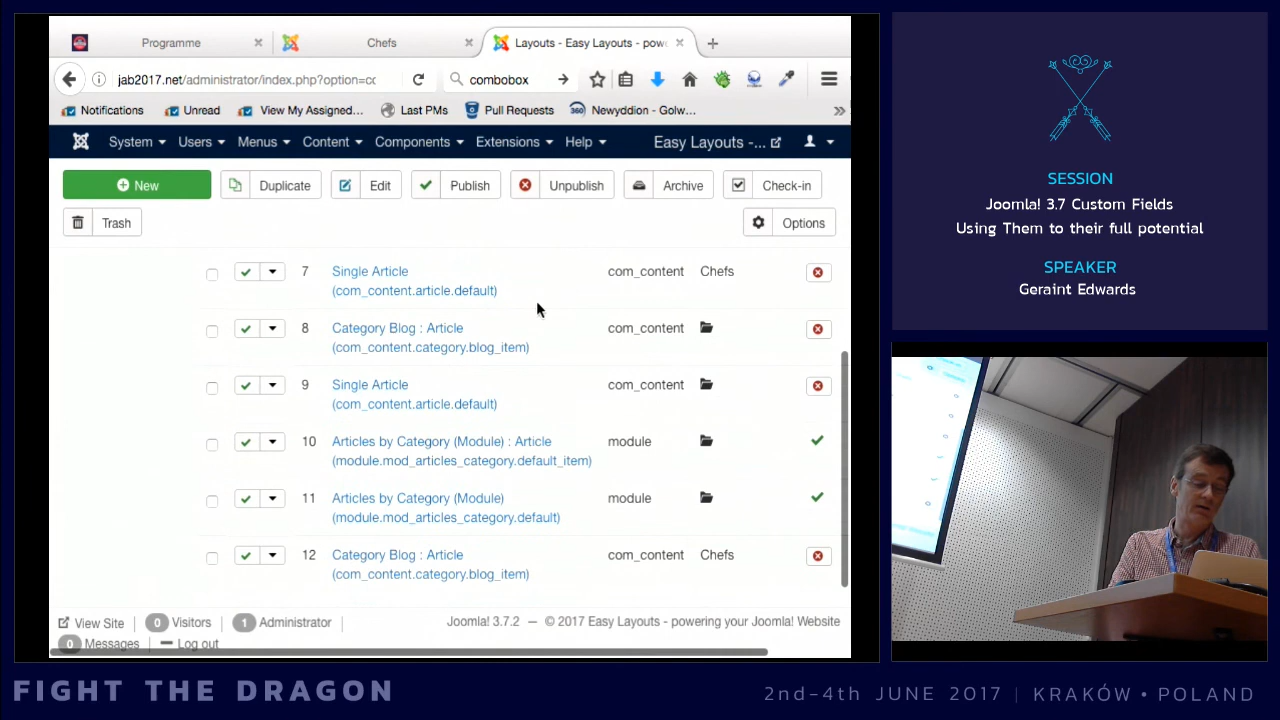 Programme
Chefs
Layouts - Easy Layouts - pow
jab2017.net/administrator/index.php?option=cc
combobox
Notifications
Unread
View My Assigned...
Last PMs
Pull Requests
360
Newyddion - Golw...
System
Users
Menus
Content
Components
Extensions
Help
Easy Layouts -...
New
Duplicate
Edit
Publish
Unpublish
Archive
Check-in
Trash
Options
7 Single Article com_content Chefs
(com_content.article.default)
8 Category Blog : Article com_content
(com_content.category.blog_item)
9 Single Article com_content
(com_content.article.default)
10 Articles by Category (Module) : Article module
(module.mod_articles_category.default_item)
11 Articles by Category (Module) module
(module.mod_articles_category.default)
12 Category Blog : Article com_content Chefs
(com_content.category.blog_item)
View Site 0 Visitors 1 Administrator Joomla! 3.7.2 — © 2017 Easy Layouts - powering your Joomla! Website
0 Messages Log out
SESSION
Joomla! 3.7 Custom Fields
Using Them to their full potential
SPEAKER
Geraint Edwards
FIGHT THE DRAGON
2nd-4th JUNE 2017 | KRAKÓW • POLAND